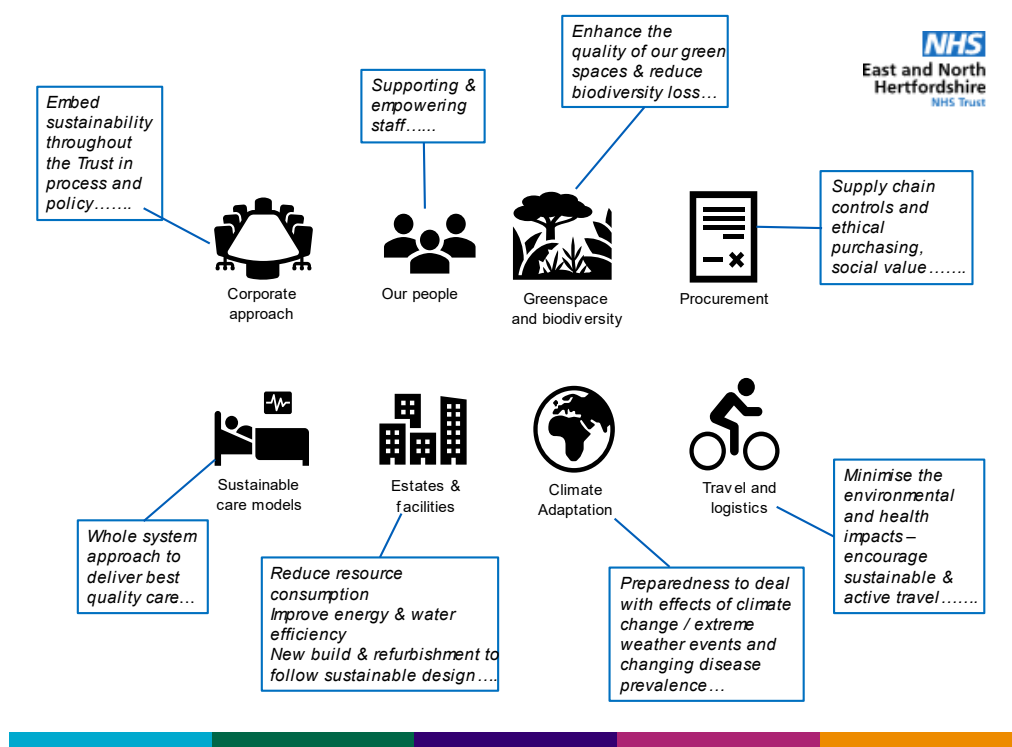 Enhance the
quality of our green
spaces & reduce
biodiversity loss…
NHS
East and North
Hertfordshire
NHS Trust
Supporting &
empowering
staff……
Embed
sustainability
throughout
the Trust in
process and
policy…….
Supply chain
controls and
ethical
purchasing,
social value…….
Corporate
approach
Our people
Greenspace
and biodiversity
Procurement
Sustainable
care models
Estates &
facilities
Climate
Adaptation
Travel and
logistics
Minimise the
environmental
and health
impacts –
encourage
sustainable &
active travel…….
Whole system
approach to
deliver best
quality care…
Reduce resource
consumption
Improve energy & water
efficiency
New build & refurbishment to
follow sustainable design….
Preparedness to deal
with effects of climate
change / extreme
weather events and
changing disease
prevalence…